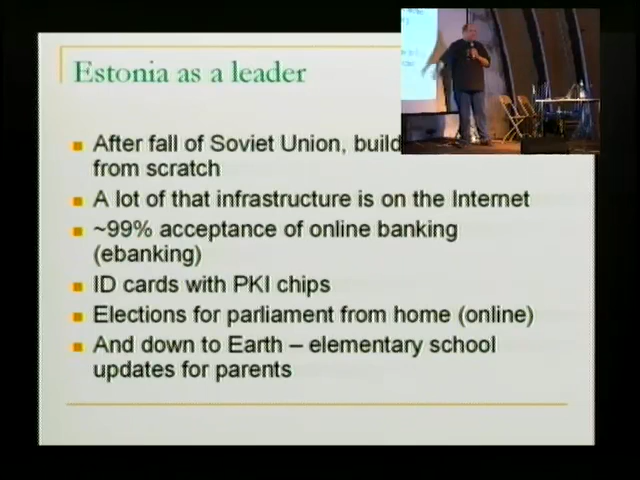 Estonia as a leader
After fall of Soviet Union, build
from scratch
A lot of that infrastructure is on the Internet
~99% acceptance of online banking
(ebanking)
ID cards with PKI chips
Elections for parliament from home (online)
And down to Earth – elementary school
updates for parents